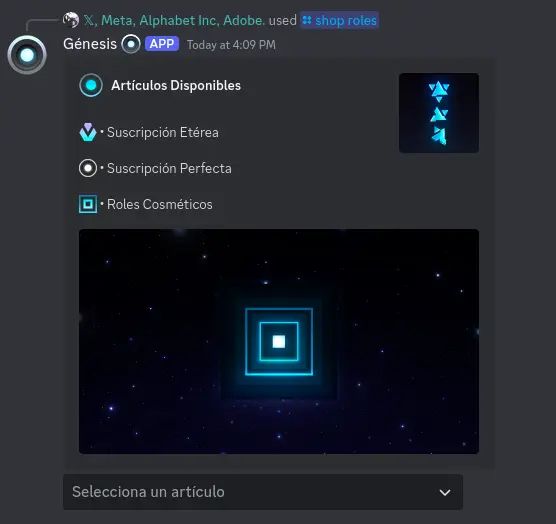 𝕏, Meta, Alphabet Inc, Adobe. used shop roles
Génesis APP Today at 4:09 PM
Artículos Disponibles
• Suscripción Etérea
• Suscripción Perfecta
• Roles Cosméticos
Selecciona un artículo